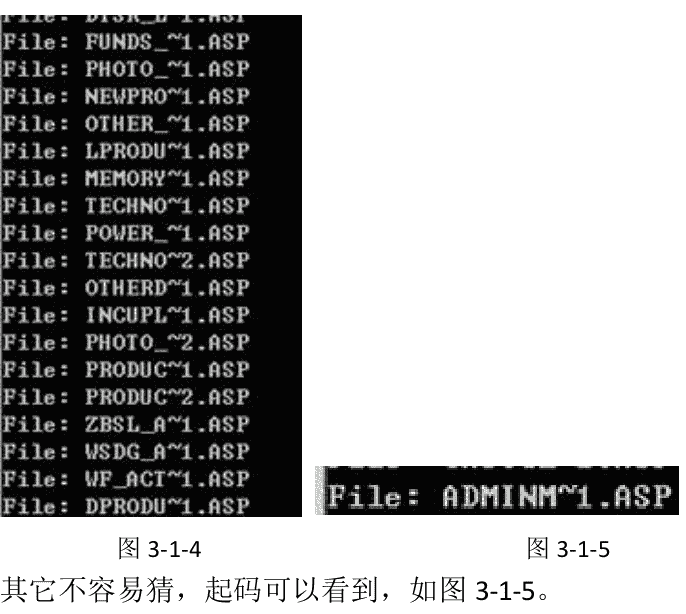 File: FUNDS_~1.ASP
File: PHOTO_~1.ASP
File: NEWPRO~1.ASP
File: OTHER_~1.ASP
File: LPRODU~1.ASP
File: MEMORY~1.ASP
File: TECHNO~1.ASP
File: POWER_~1.ASP
File: TECHNO~2.ASP
File: OTHERD~1.ASP
File: INCUPL~1.ASP
File: PHOTO_~2.ASP
File: PRODUC~1.ASP
File: PRODUC~2.ASP
File: ZBSL_A~1.ASP
File: WSDG_A~1.ASP
File: WF_ACT~1.ASP
File: DPRODU~1.ASP
File: ADMINM~1.ASP
图 3-1-4
图 3-1-5
其它不容易猜，起码可以看到，如图 3-1-5。